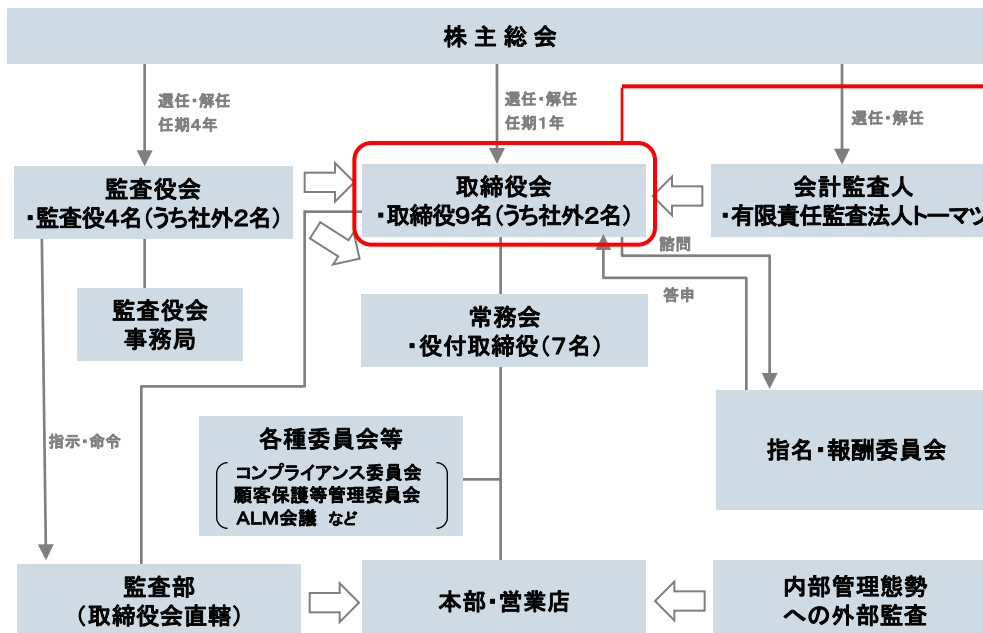 株主総会
選任・解任
任期4年
選任・解任
任期1年
選任・解任
監査役会
・監査役4名(うち社外2名)
取締役会
・取締役9名(うち社外2名)
会計監査人
・有限責任監査法人トーマツ
諮問
答申
監査役会
事務局
常務会
・役付取締役(7名)
指示・命令
各種委員会等
コンプライアンス委員会
顧客保護等管理委員会
ALM会議 など
指名・報酬委員会
監査部
(取締役会直轄)
本部・営業店
内部管理態勢
への外部監査